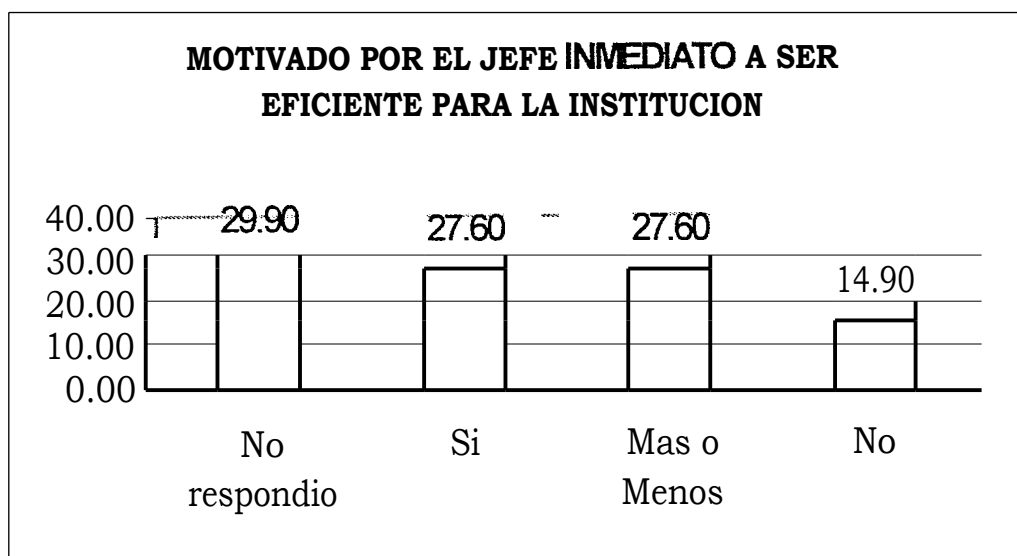 MOTIVADO POR EL JEFE INMEDIATO A SER
EFICIENTE PARA LA INSTITUCION
40.00
29.90
27.60
27.60
30.00
14.90
20.00
10.00
0.00
No
respondio
Si
Mas o
Menos
No